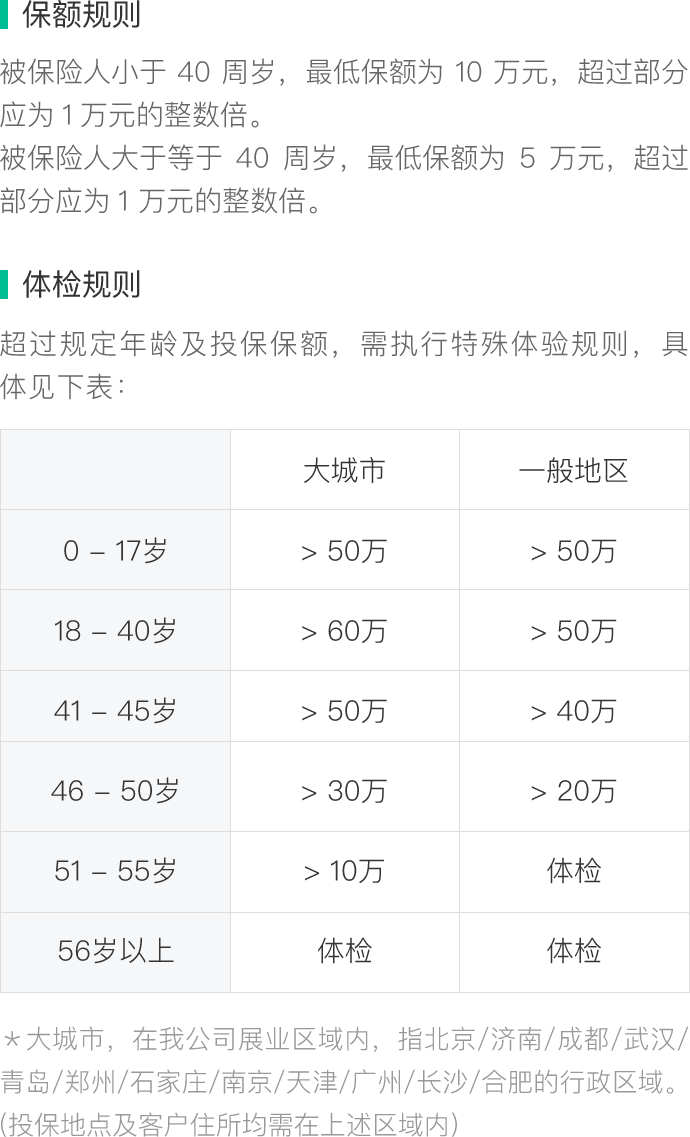 保额规则
被保险人小于 40 周岁，最低保额为 10 万元，超过部分
应为 1 万元的整数倍。
被保险人大于等于 40 周岁，最低保额为 5 万元，超过
部分应为 1 万元的整数倍。
体检规则
超过规定年龄及投保保额，需执行特殊体验规则，具
体见下表：
大城市 一般地区
0 – 17岁 > 50万 > 50万
18 – 40岁 > 60万 > 50万
41 – 45岁 > 50万 > 40万
46 – 50岁 > 30万 > 20万
51 – 55岁 > 10万 体检
56岁以上 体检 体检
＊大城市，在我公司展业区域内，指北京/济南/成都/武汉/
青岛/郑州/石家庄/南京/天津/广州/长沙/合肥的行政区域。
(投保地点及客户住所均需在上述区域内)